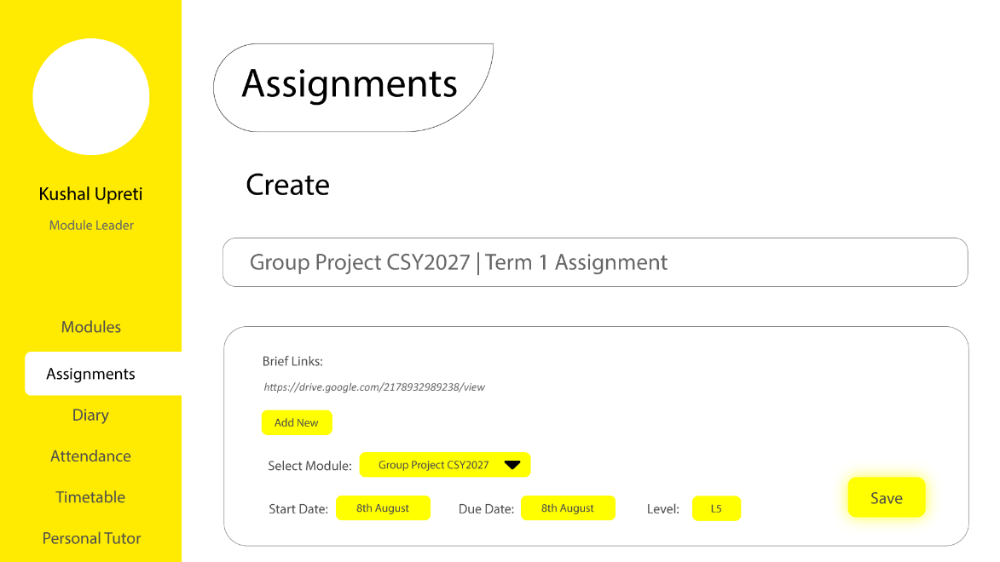 Kushal Upreti
Module Leader
Modules
Assignments
Diary
Attendance
Timetable
Personal Tutor
Assignments
Create
Group Project CSY2027 | Term 1 Assignment
Brief Links:
https://drive.google.com/2178932989238/view
Add New
Select Module: Group Project CSY2027
Start Date: 8th August Due Date: 8th August Level: L5
Save